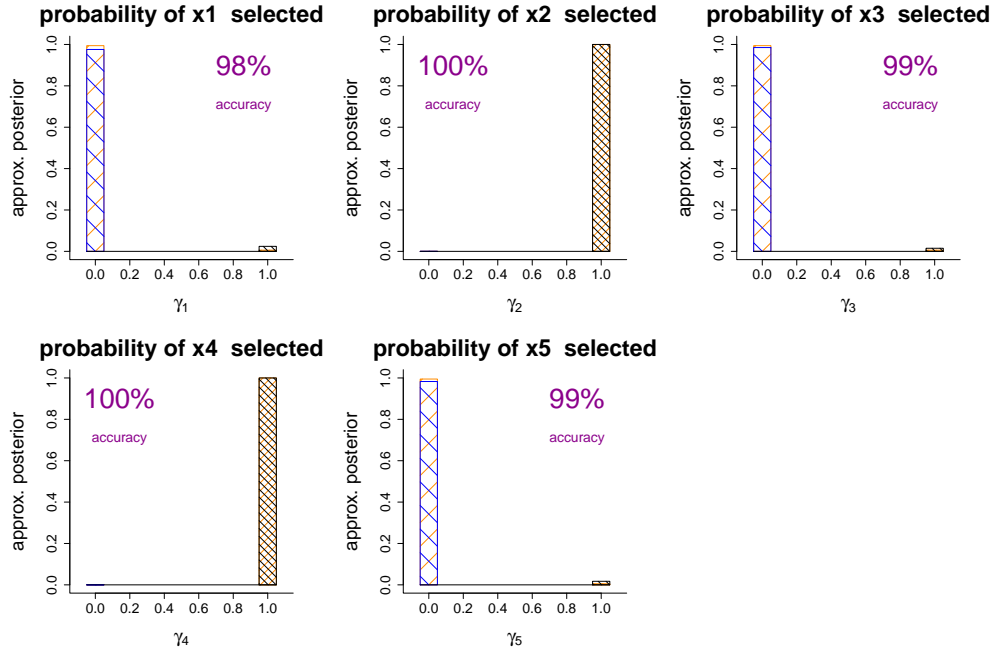 probability of x1 selected
approx. posterior
0.0 0.2 0.4 0.6 0.8 1.0
98%
accuracy
0.0 0.2 0.4 0.6 0.8 1.0
γ1
probability of x2 selected
approx. posterior
0.0 0.2 0.4 0.6 0.8 1.0
100%
accuracy
0.0 0.2 0.4 0.6 0.8 1.0
γ2
probability of x3 selected
approx. posterior
0.0 0.2 0.4 0.6 0.8 1.0
99%
accuracy
0.0 0.2 0.4 0.6 0.8 1.0
γ3
probability of x4 selected
approx. posterior
0.0 0.2 0.4 0.6 0.8 1.0
100%
accuracy
0.0 0.2 0.4 0.6 0.8 1.0
γ4
probability of x5 selected
approx. posterior
0.0 0.2 0.4 0.6 0.8 1.0
99%
accuracy
0.0 0.2 0.4 0.6 0.8 1.0
γ5